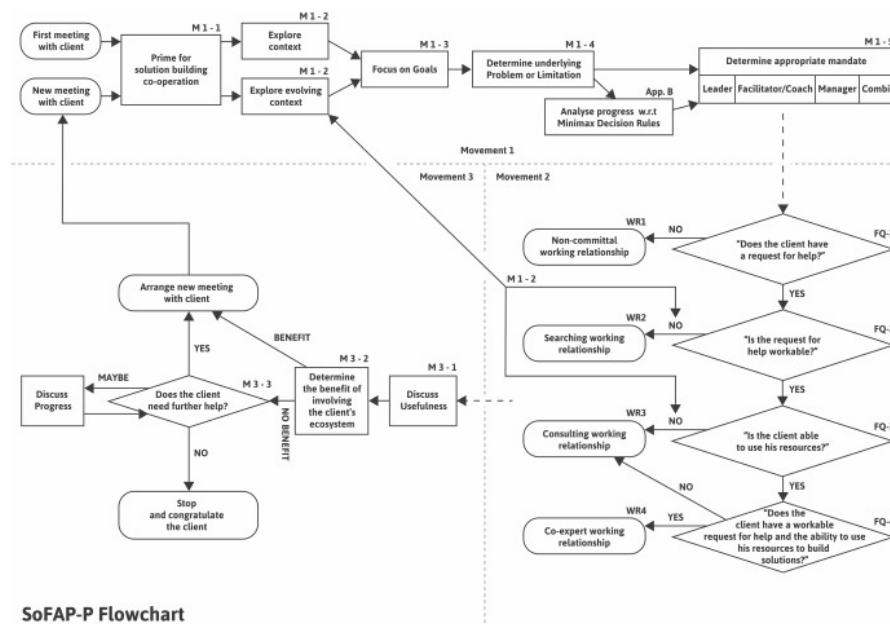 First meeting
with client
New meeting
with client
M 1 - 1
Prime for
solution building
co-operation
M 1 - 2
Explore
context
M 1 - 2
Explore evolving
context
M 1 - 3
Focus on Goals
M 1 - 4
Determine underlying
Problem or Limitation
App. B
Analyse progress w.r.t
Minimax Decision Rules
M 1 - 5
Determine appropriate mandate
Leader
Facilitator/Coach
Manager
Combi
Movement 1
Movement 3
Movement 2
WR1
Non-committal
working relationship
NO
"Does the client have
a request for help?"
FQ-
YES
M 1 - 2
WR2
Searching working
relationship
NO
"Is the request for
help workable?"
FQ-
YES
WR3
Consulting working
relationship
NO
"Is the client able
to use his resources?"
FQ-
YES
NO
WR4
Co-expert working
relationship
YES
"Does the
client have a workable
request for help and the ability to use
his resources to build
solutions?"
FQ-
Arrange new meeting
with client
YES
BENEFIT
M 3 - 2
Determine
the benefit of
involving
the client's
ecosystem
M 3 - 1
Discuss
Usefulness
M 3 - 3
Does the client
need further help?
NO
BENEFIT
MAYBE
Discuss
Progress
NO
Stop
and congratulate
the client
SoFAP-P Flowchart